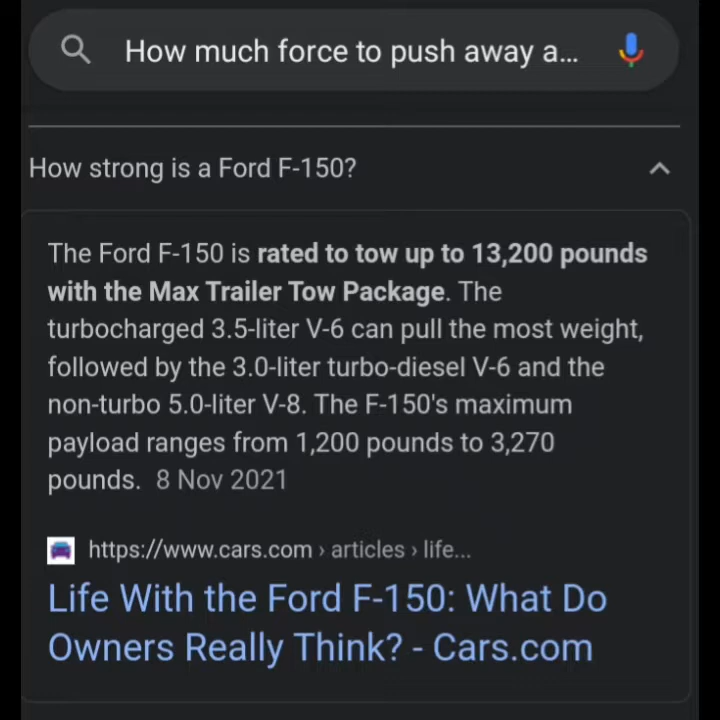 How much force to push away a...
How strong is a Ford F-150?
The Ford F-150 is rated to tow up to 13,200 pounds
with the Max Trailer Tow Package. The
turbocharged 3.5-liter V-6 can pull the most weight,
followed by the 3.0-liter turbo-diesel V-6 and the
non-turbo 5.0-liter V-8. The F-150's maximum
payload ranges from 1,200 pounds to 3,270
pounds. 8 Nov 2021
https://www.cars.com › articles › life...
Life With the Ford F-150: What Do
Owners Really Think? - Cars.com